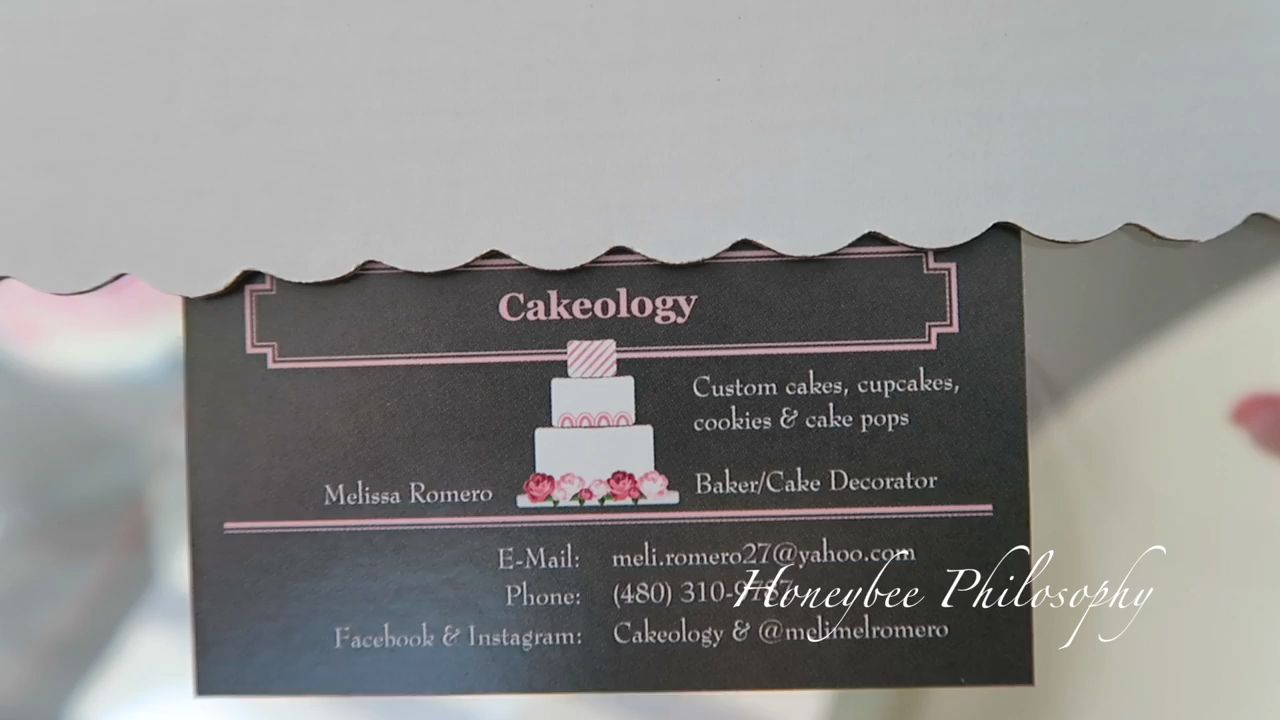 Cakeology
Custom cakes, cupcakes,
cookies & cake pops
Melissa Romero
Baker/Cake Decorator
E-Mail: meli.romero27@yahoo.com
Phone: (480) 310-
Facebook & Instagram: Cakeology & @melimelromero
Honeybee Philosophy